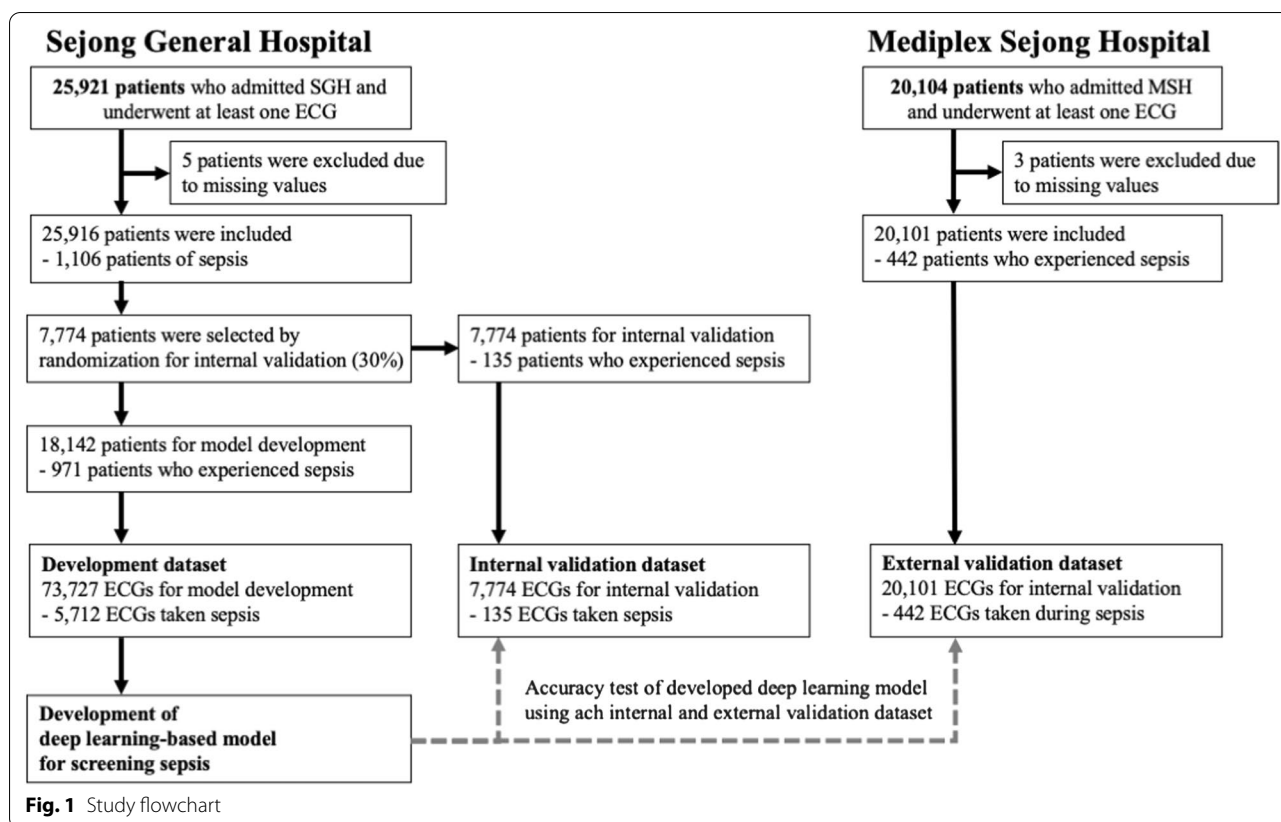 Sejong General Hospital
25,921 patients who admitted SGH and
underwent at least one ECG
5 patients were excluded due
to missing values
25,916 patients were included
- 1,106 patients of sepsis
7,774 patients were selected by
randomization for internal validation (30%)
7,774 patients for internal validation
- 135 patients who experienced sepsis
18,142 patients for model development
- 971 patients who experienced sepsis
Development dataset
73,727 ECGs for model development
- 5,712 ECGs taken sepsis
Internal validation dataset
7,774 ECGs for internal validation
- 135 ECGs taken sepsis
Development of
deep learning-based model
for screening sepsis
Accuracy test of developed deep learning model
using ach internal and external validation dataset
Mediplex Sejong Hospital
20,104 patients who admitted MSH
and underwent at least one ECG
3 patients were excluded due
to missing values
20,101 patients were included
- 442 patients who experienced sepsis
External validation dataset
20,101 ECGs for internal validation
- 442 ECGs taken during sepsis
Fig. 1 Study flowchart